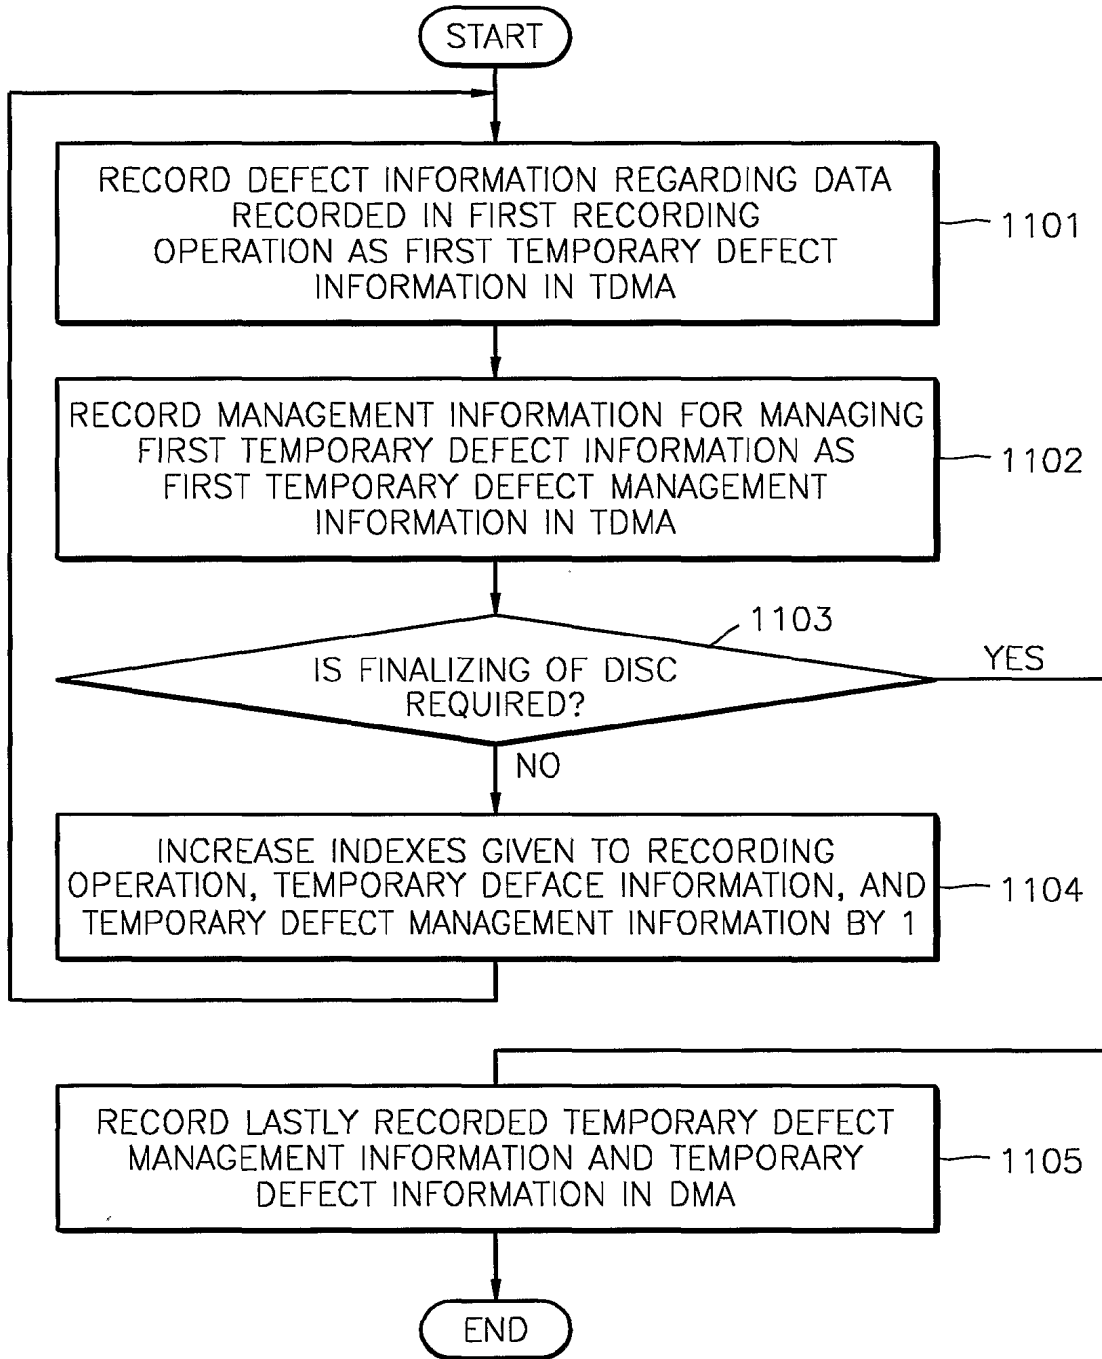 START
RECORD DEFECT INFORMATION REGARDING DATA
RECORDED IN FIRST RECORDING
OPERATION AS FIRST TEMPORARY DEFECT
INFORMATION IN TDMA
1101
RECORD MANAGEMENT INFORMATION FOR MANAGING
FIRST TEMPORARY DEFECT INFORMATION AS
FIRST TEMPORARY DEFECT MANAGEMENT
INFORMATION IN TDMA
1102
1103
IS FINALIZING OF DISC
REQUIRED?
YES
NO
INCREASE INDEXES GIVEN TO RECORDING
OPERATION, TEMPORARY DEFACE INFORMATION, AND
TEMPORARY DEFECT MANAGEMENT INFORMATION BY 1
1104
RECORD LASTLY RECORDED TEMPORARY DEFECT
MANAGEMENT INFORMATION AND TEMPORARY
DEFECT INFORMATION IN DMA
1105
END